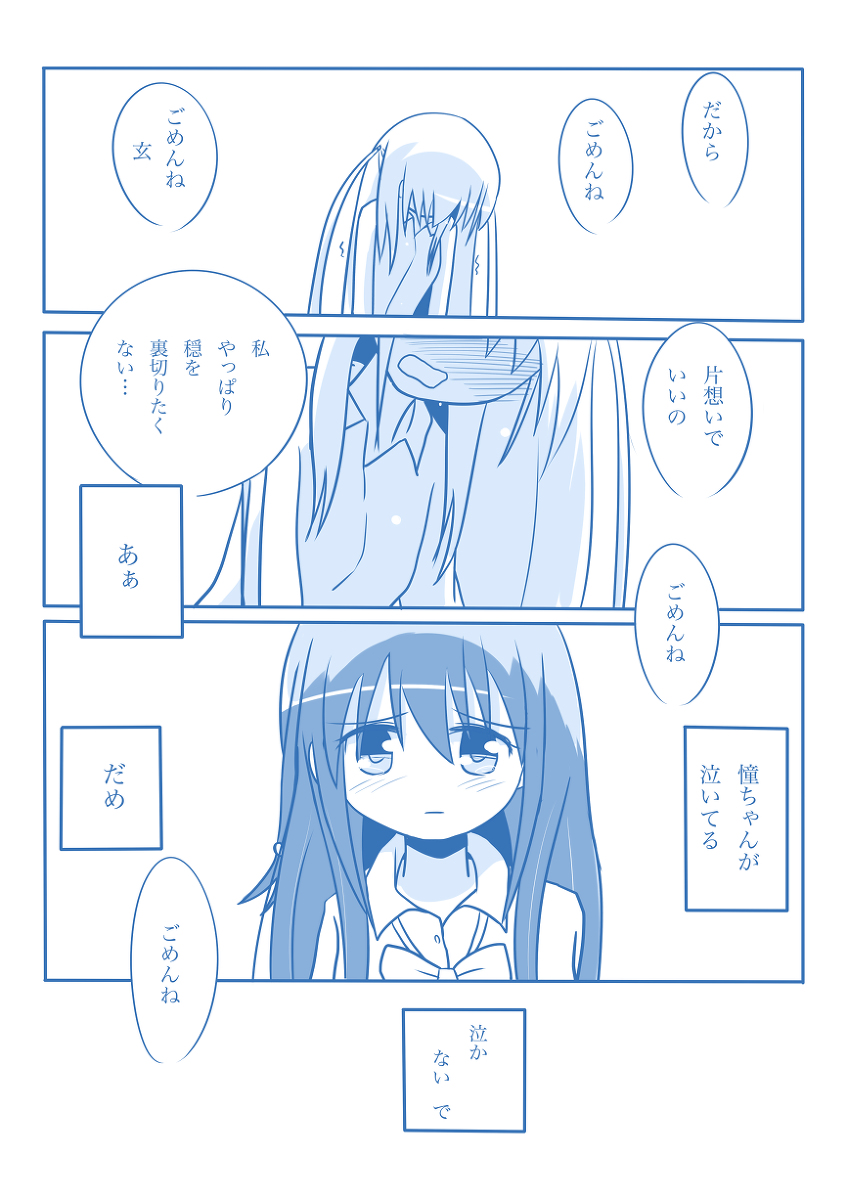 だから
ごめんね
ごめんね
玄
片想いで
いいの
私
やっぱり
穏を
裏切りたく
ない…
あぁ
ごめんね
憧ちゃんが
泣いてる
だめ
ごめんね
泣か
ない で